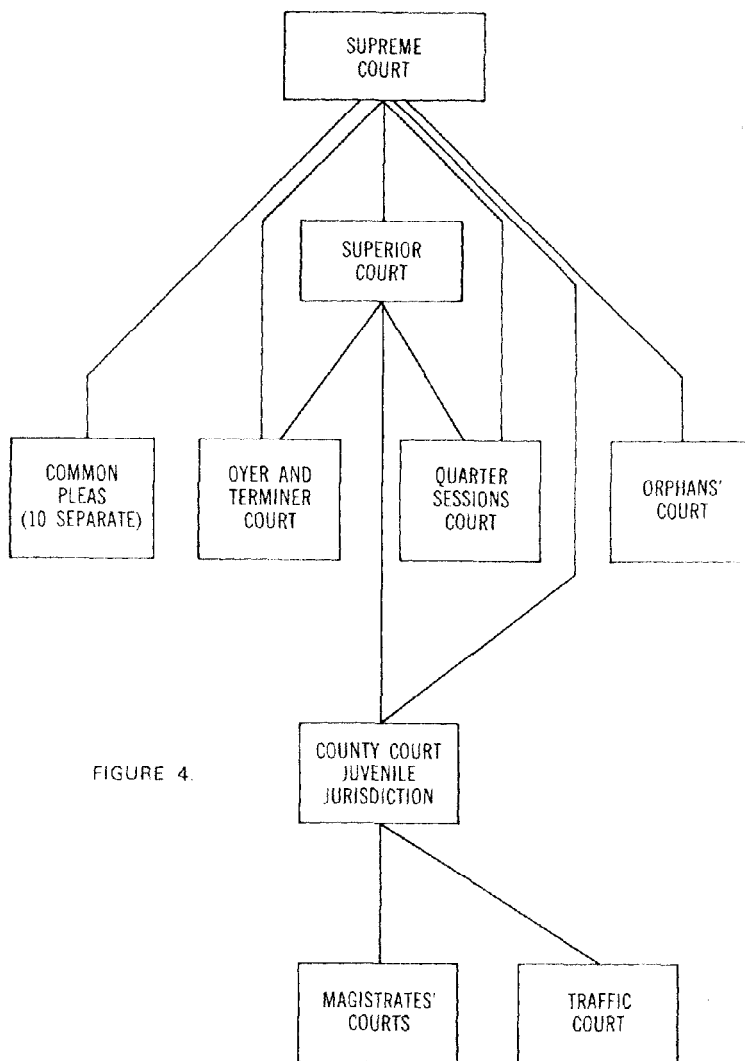 SUPREME
COURT
SUPERIOR
COURT
COMMON
PLEAS
(10 SEPARATE)
OYER AND
TERMINER
COURT
QUARTER
SESSIONS
COURT
ORPHANS'
COURT
FIGURE 4.
COUNTY COURT
JUVENILE
JURISDICTION
MAGISTRATES'
COURTS
TRAFFIC
COURT